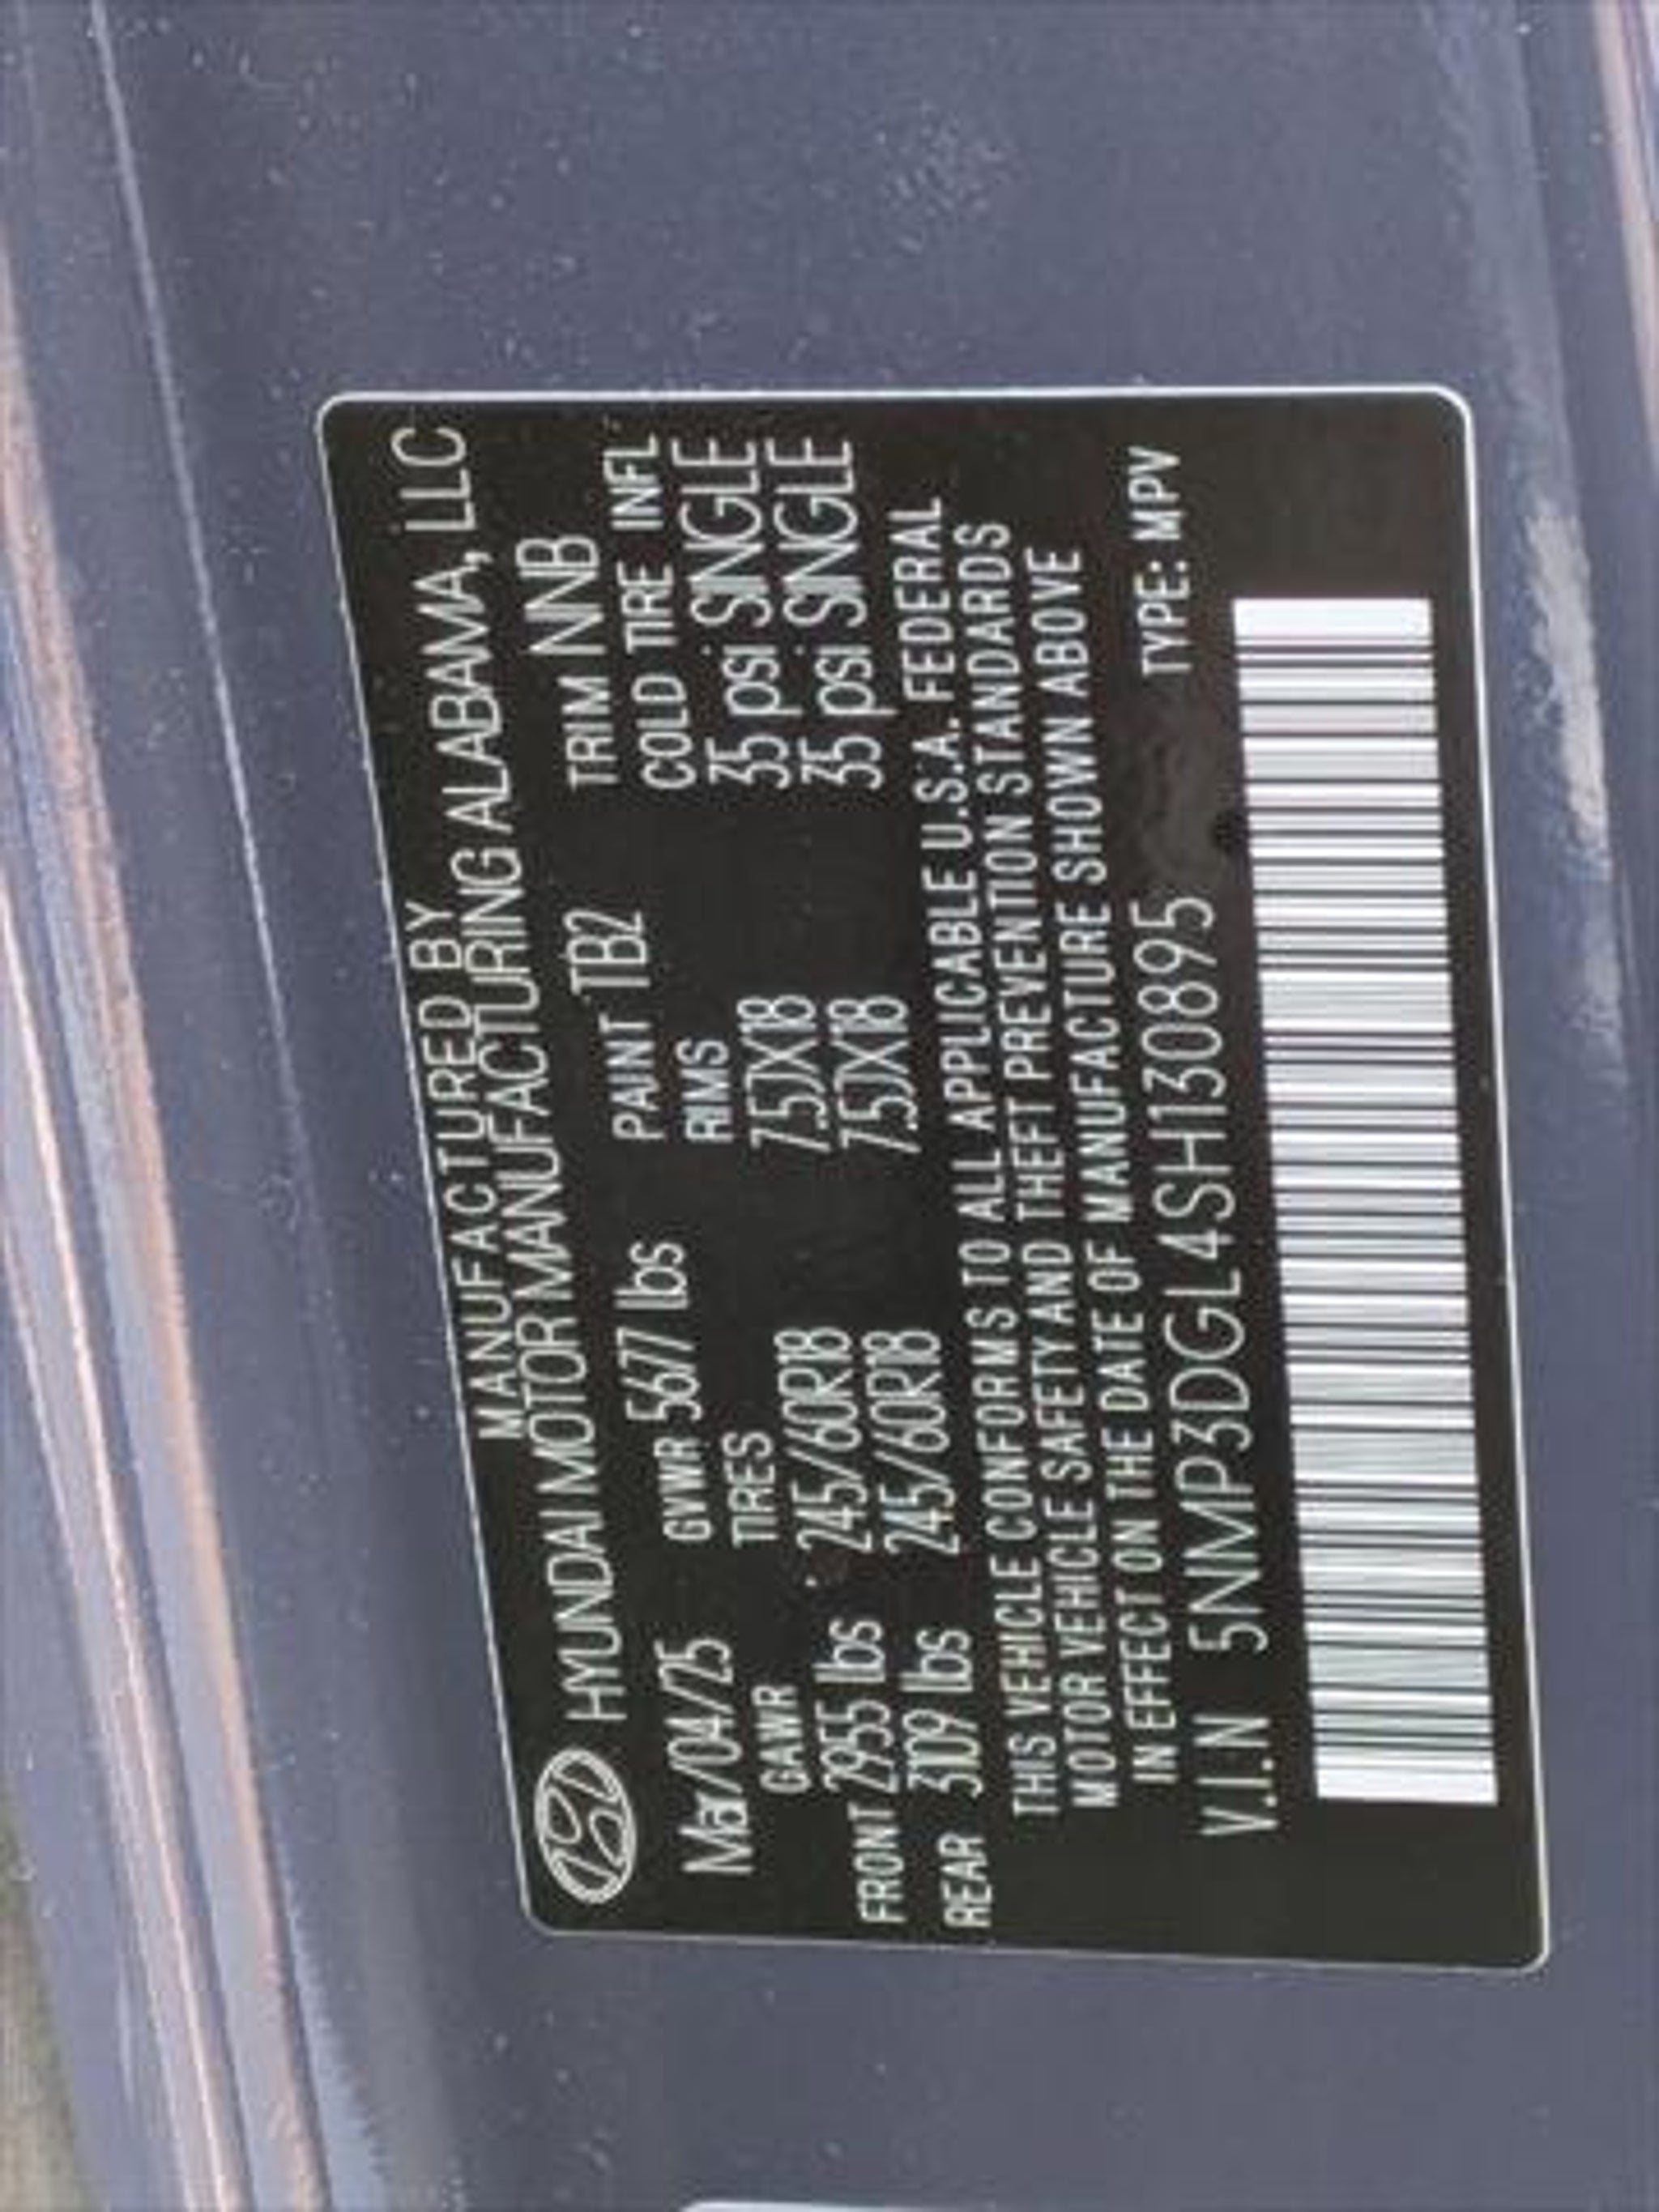 MANUFACTURED BY
HYUNDAI MOTOR MANUFACTURING ALABAMA, LLC
Mar/04/25 GVWR 5677 lbs PAINT TB2 TRIM NNB
GAWR TIRES RIMS COLD TIRE INFL
FRONT 2955 lbs 245/60R18 7.5JX18 35 psi SINGLE
REAR 3109 lbs 245/60R18 7.5JX18 35 psi SINGLE
THIS VEHICLE CONFORMS TO ALL APPLICABLE U.S.A. FEDERAL
MOTOR VEHICLE SAFETY AND THEFT PREVENTION STANDARDS
IN EFFECT ON THE DATE OF MANUFACTURE SHOWN ABOVE
V.I.N 5NMP3DGL4SH130895 TYPE: MPV